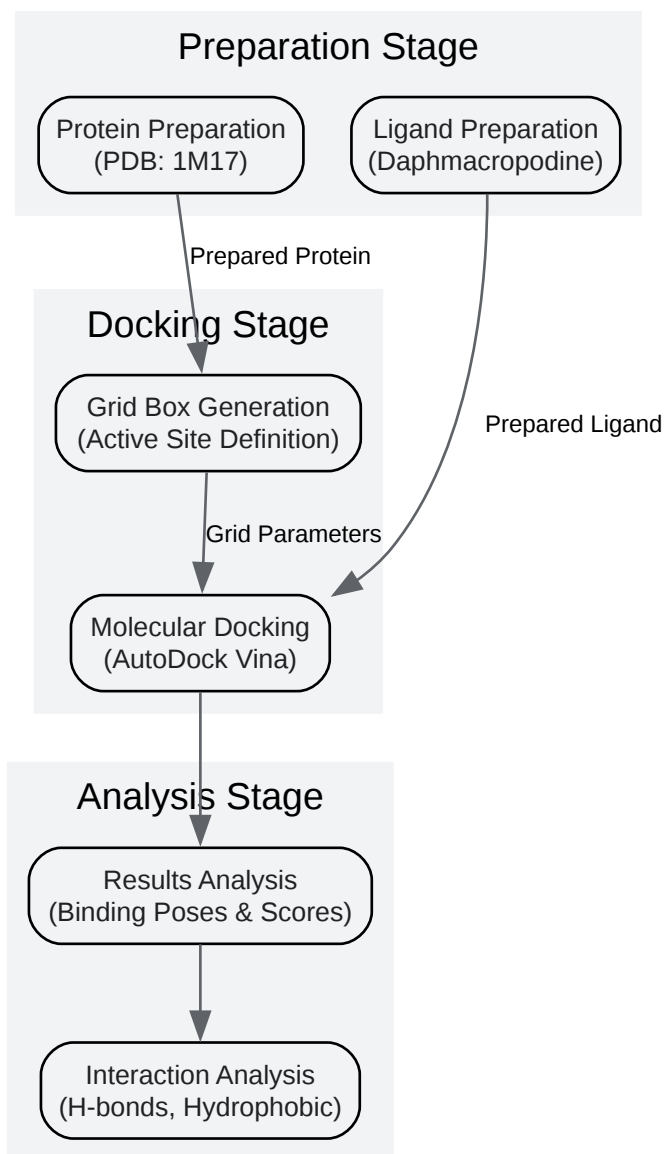 Preparation Stage
Protein Preparation
(PDB: 1M17)
Ligand Preparation
(Daphmacropodine)
Prepared Protein
Docking Stage
Grid Box Generation
(Active Site Definition)
Prepared Ligand
Grid Parameters
Molecular Docking
(AutoDock Vina)
Analysis Stage
Results Analysis
(Binding Poses & Scores)
Interaction Analysis
(H-bonds, Hydrophobic)